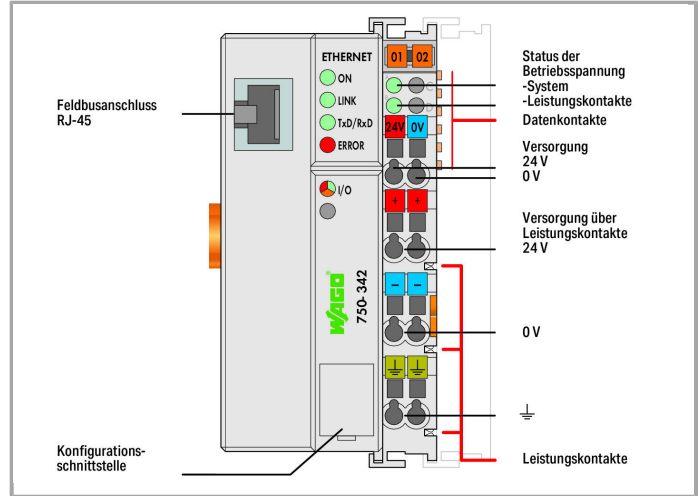 Feldbusanschluss
RJ-45
Konfigurations-
schnittstelle
ETHERNET
ON
LINK
TxD/RxD
ERROR
I/O
WAGO
750-342
01 02
C
D
24V 0V
+ +
− −
Status der
Betriebsspannung
-System
-Leistungskontakte
Datenkontakte
Versorgung
24 V
0 V
Versorgung über
Leistungskontakte
24 V
0 V
Leistungskontakte